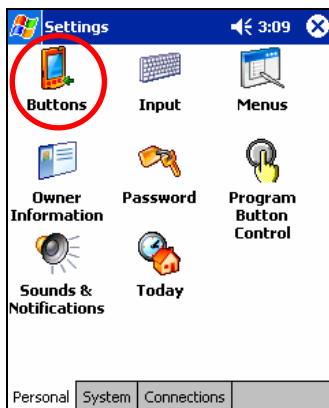 Settings 3:09
Buttons Input Menus
Owner Password Program
Information Button
Control
Sounds & Today
Notifications
Personal System Connections